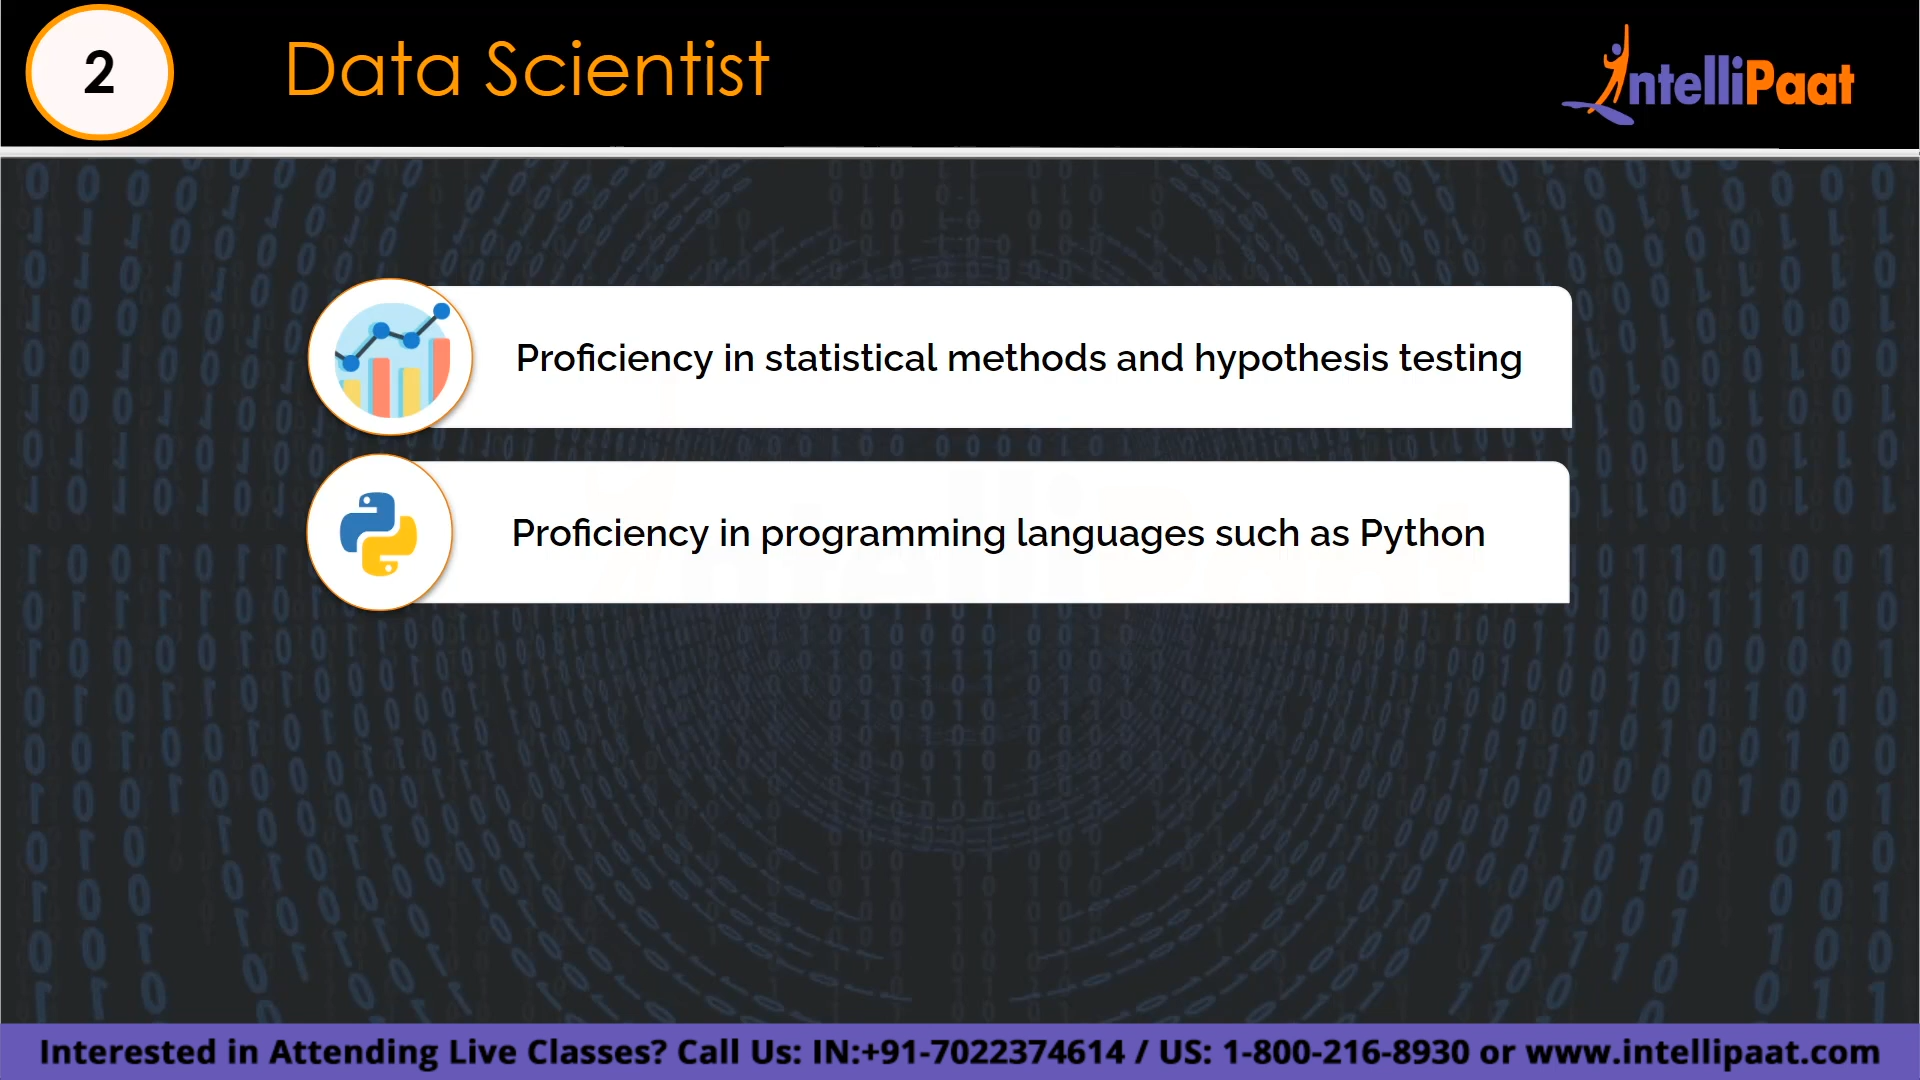 2
Data Scientist
IntelliPaat
Proficiency in statistical methods and hypothesis testing
Proficiency in programming languages such as Python
Interested in Attending Live Classes? Call Us: IN:+91-7022374614 / US: 1-800-216-8930 or www.intellipaat.com